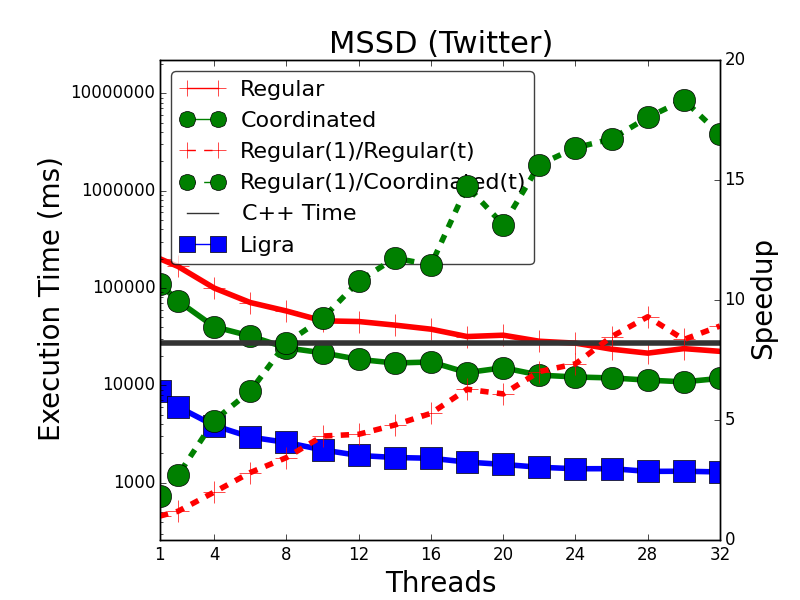 MSSD (Twitter)
Regular
Coordinated
Regular(1)/Regular(t)
Regular(1)/Coordinated(t)
C++ Time
Ligra
Execution Time (ms)
10000000
1000000
100000
10000
1000
Speedup
20
15
10
5
0
1 4 8 12 16 20 24 28 32
Threads